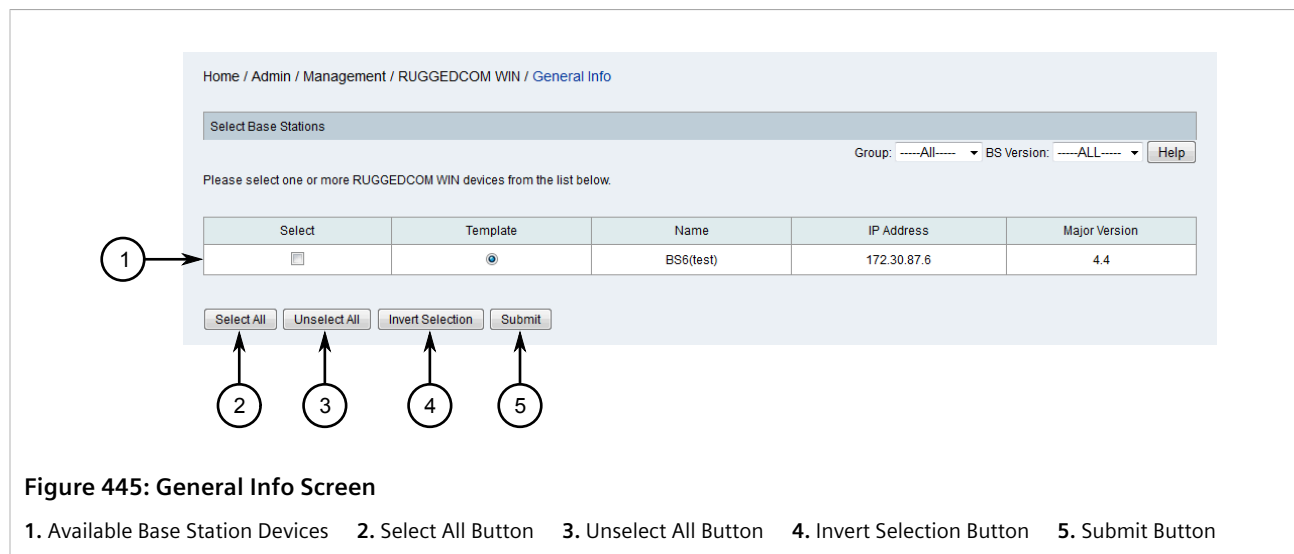 Home / Admin / Management / RUGGEDCOM WIN / General Info
Select Base Stations
Group: -----All----- BS Version: -----ALL----- Help
Please select one or more RUGGEDCOM WIN devices from the list below.
Select Template Name IP Address Major Version
1 BS6(test) 172.30.87.6 4.4
Select All Unselect All Invert Selection Submit
2 3 4 5
Figure 445: General Info Screen
1. Available Base Station Devices 2. Select All Button 3. Unselect All Button 4. Invert Selection Button 5. Submit Button